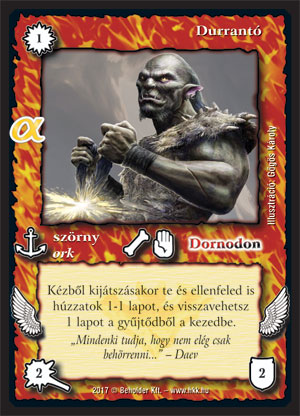 1
Durrantó
α
Illusztráció: Gógos Károly
szörny
ork
Dornodon
Kézből kijátszásakor te és ellenfeled is
húzzatok 1-1 lapot, és visszavehetsz
1 lapot a gyűjtődből a kezedbe.
„Mindenki tudja, hogy nem elég csak
behörrenni...” – Daev
2
2017 © Beholder Kft. – www.hkk.hu
2